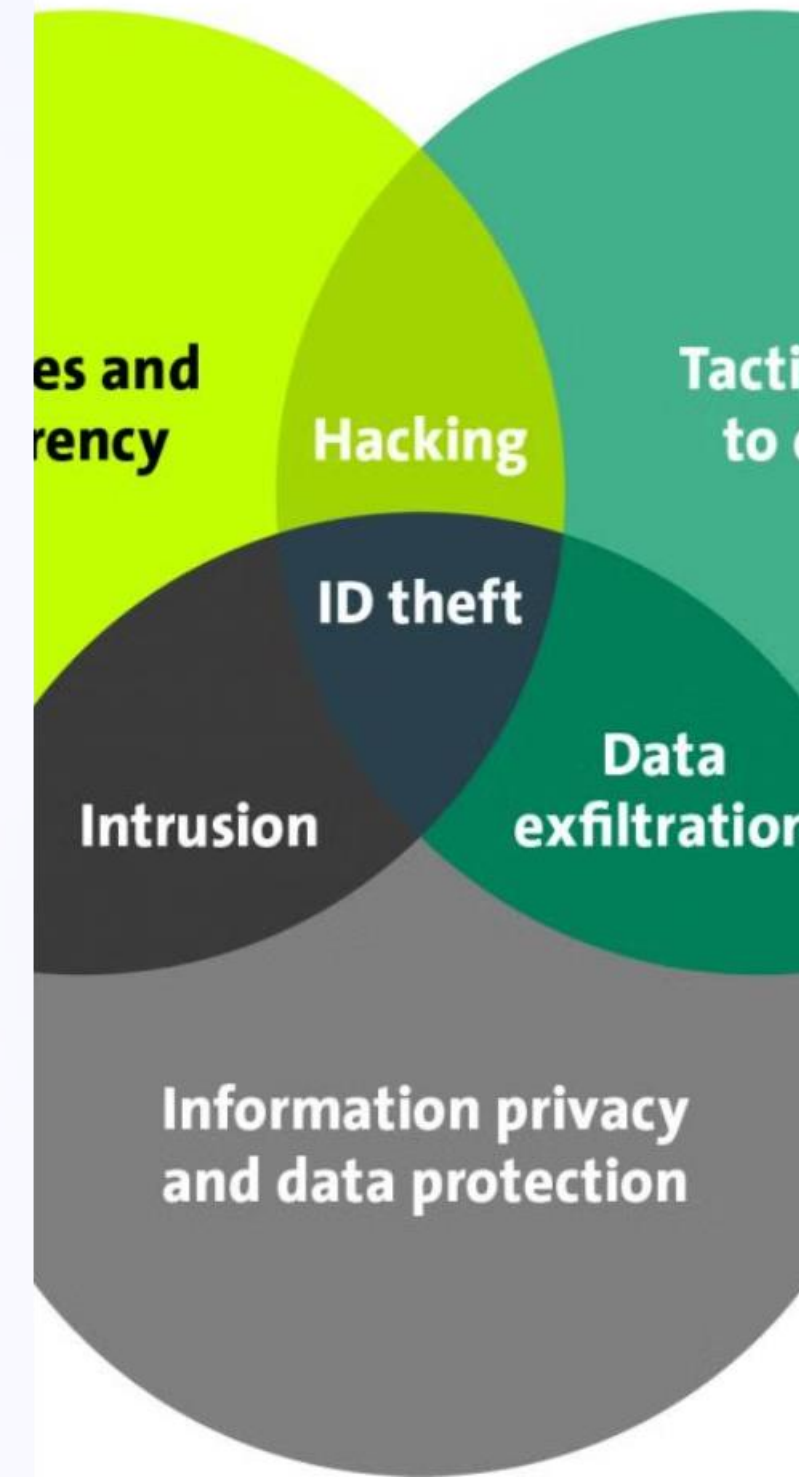 es and
rency
Hacking
Tacti
to
ID theft
Data
exfiltration
Intrusion
Information privacy
and data protection